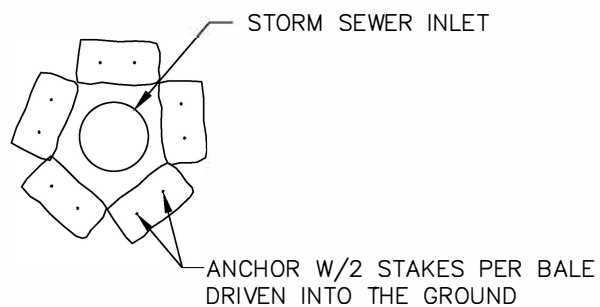 STORM SEWER INLET
ANCHOR W/2 STAKES PER BALE
DRIVEN INTO THE GROUND